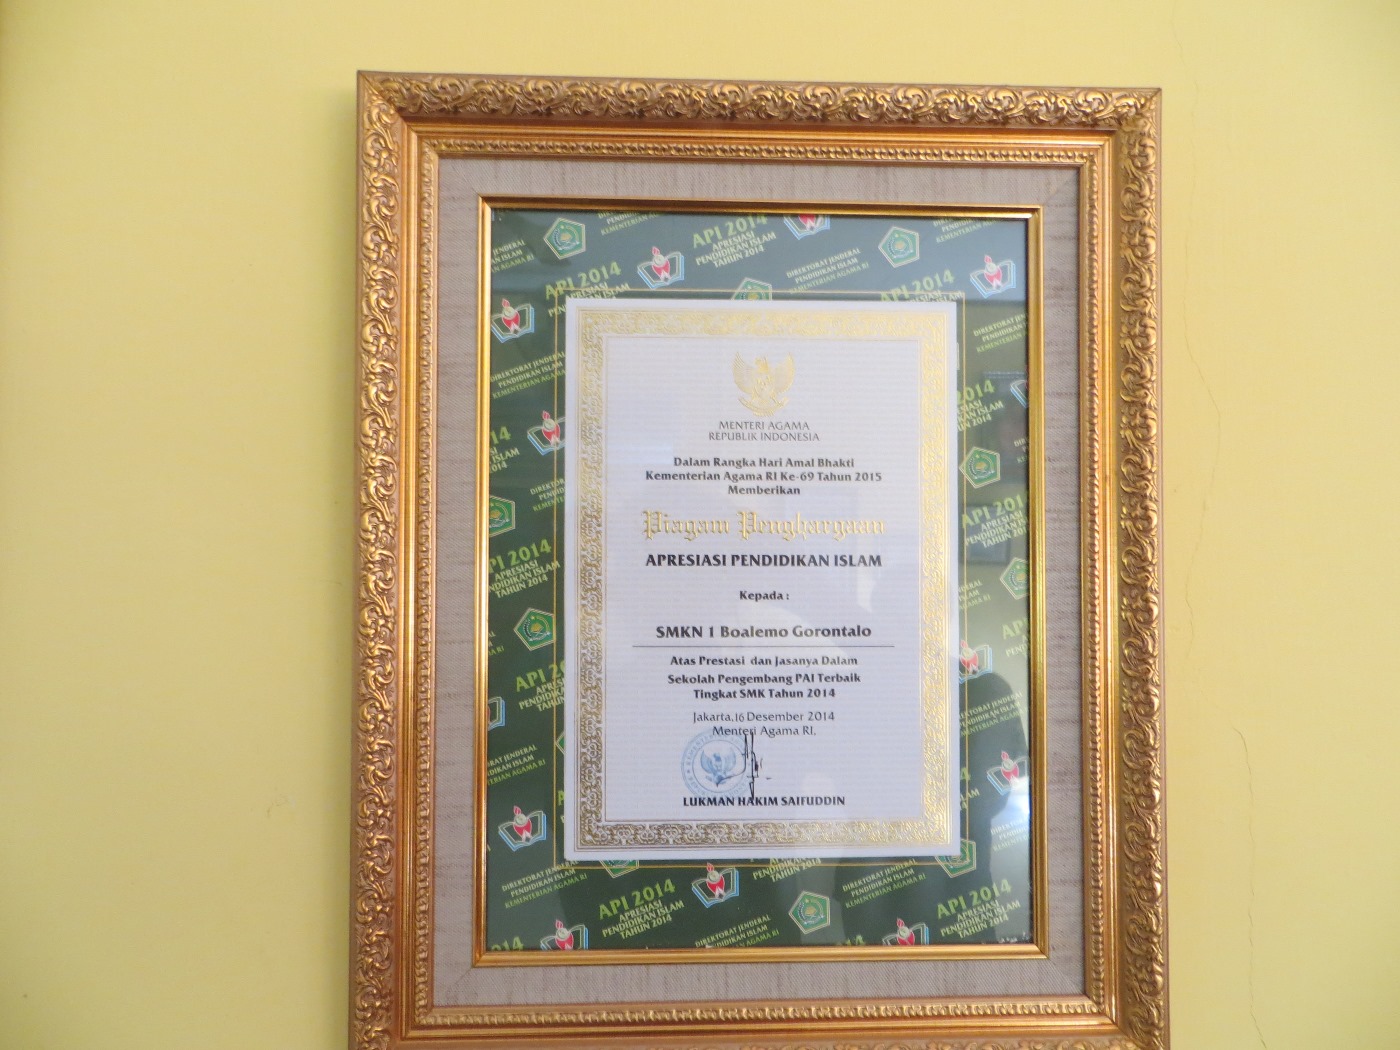 MENTERI AGAMA
REPUBLIK INDONESIA
Dalam Rangka Hari Amal Bhakti
Kementerian Agama RI Ke-69 Tahun 2015
Memberikan
Piagam Penghargaan
APRESIASI PENDIDIKAN ISLAM
Kepada :
SMKN 1 Boalemo Gorontalo
Atas Prestasi dan Jasanya Dalam
Sekolah Pengembang PAI Terbaik
Tingkat SMK Tahun 2014
Jakarta,16 Desember 2014
Menteri Agama RI,
LUKMAN HAKIM SAIFUDDIN
API 2014
APRESIASI
PENDIDIKAN ISLAM
TAHUN 2014
DIREKTORAT JENDERAL
PENDIDIKAN ISLAM
KEMENTERIAN AGAMA RI